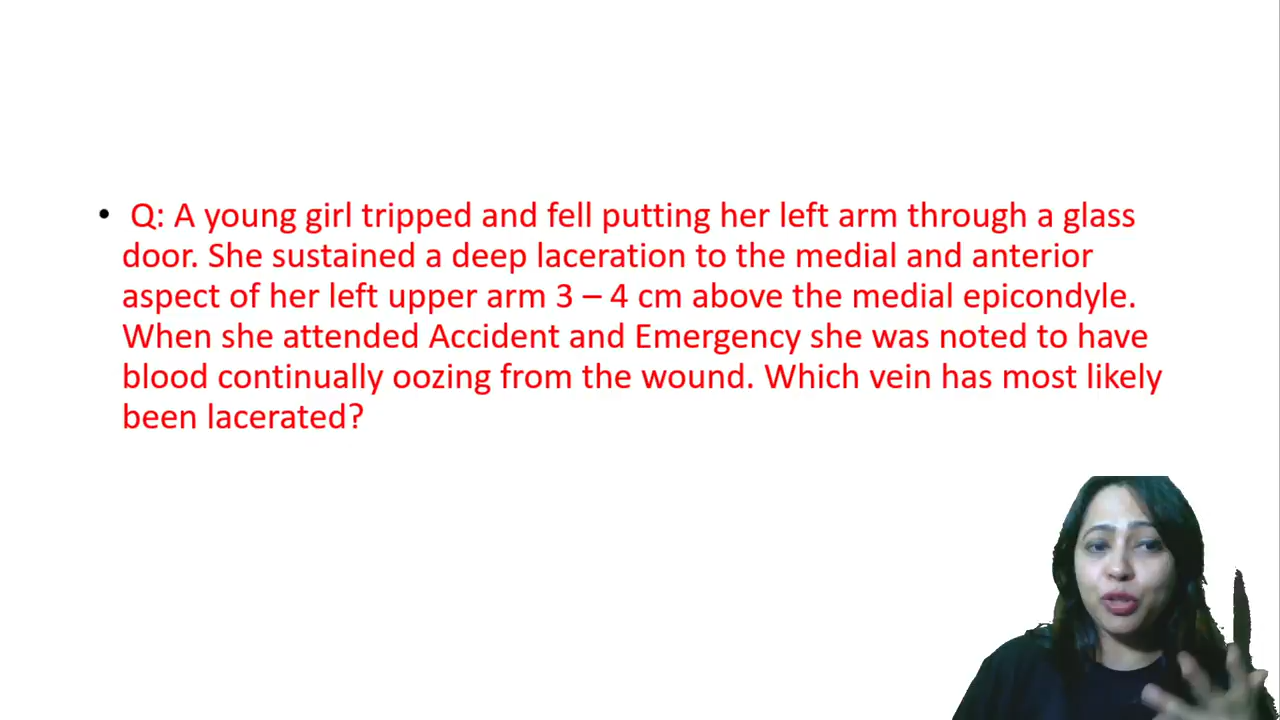 • Q: A young girl tripped and fell putting her left arm through a glass
door. She sustained a deep laceration to the medial and anterior
aspect of her left upper arm 3 – 4 cm above the medial epicondyle.
When she attended Accident and Emergency she was noted to have
blood continually oozing from the wound. Which vein has most likely
been lacerated?